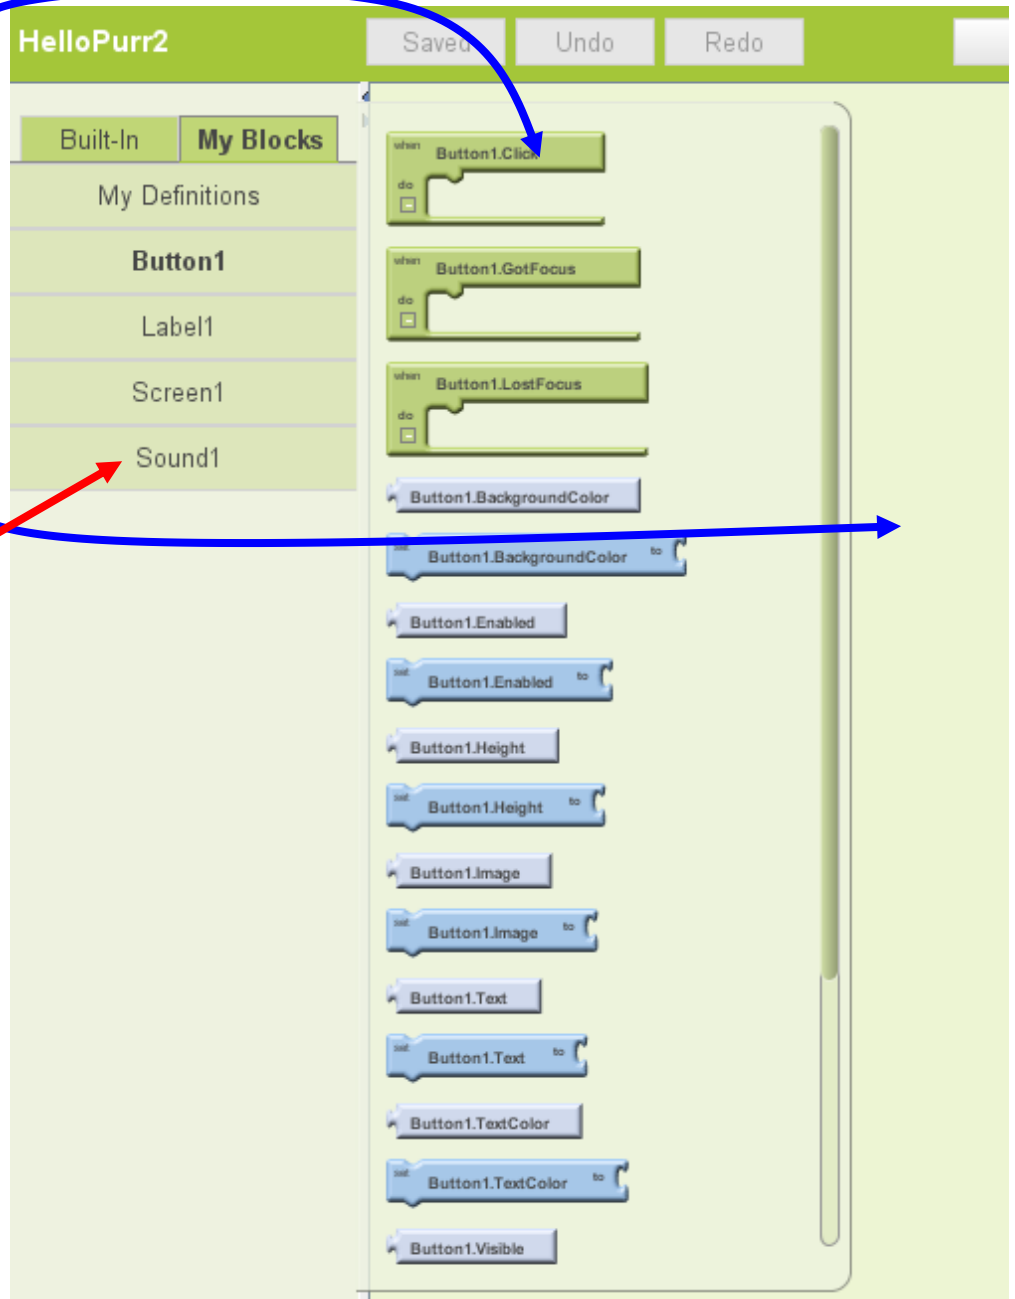 HelloPurr2
Saved Undo Redo
Built-In My Blocks
My Definitions
Button1
Label1
Screen1
Sound1
when Button1.Click
do
when Button1.GotFocus
do
when Button1.LostFocus
do
Button1.BackgroundColor
set Button1.BackgroundColor to
Button1.Enabled
set Button1.Enabled to
Button1.Height
set Button1.Height to
Button1.Image
set Button1.Image to
Button1.Text
set Button1.Text to
Button1.TextColor
set Button1.TextColor to
Button1.Visible